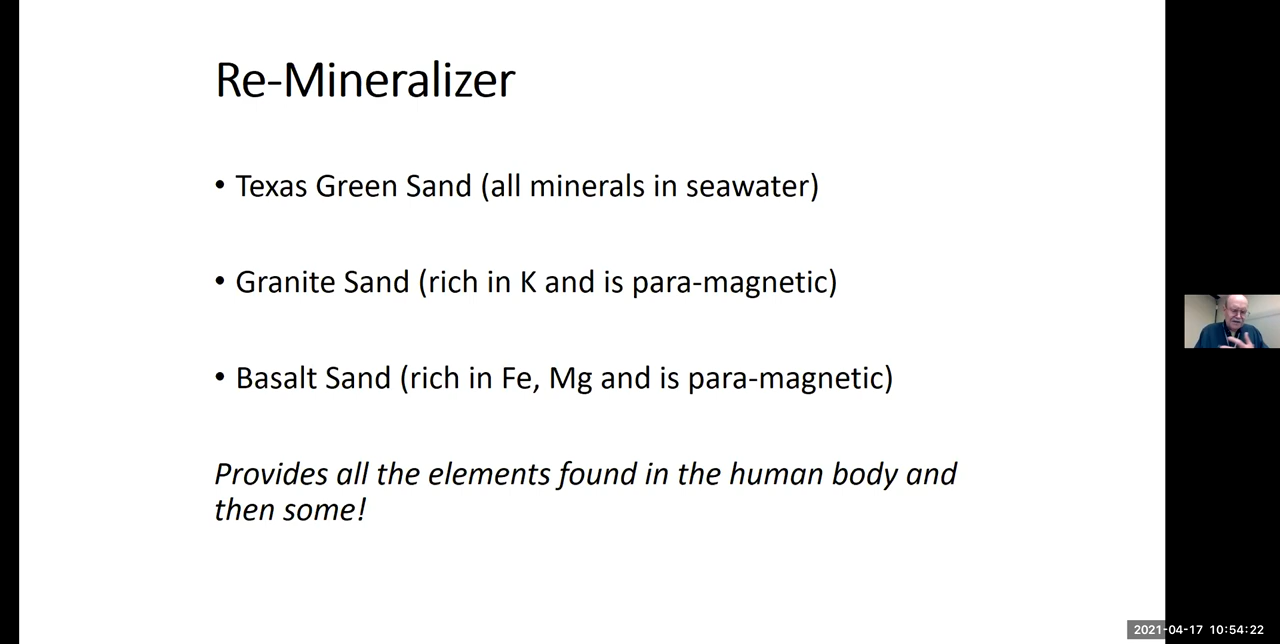 Re-Mineralizer
• Texas Green Sand (all minerals in seawater)
• Granite Sand (rich in K and is para-magnetic)
• Basalt Sand (rich in Fe, Mg and is para-magnetic)
Provides all the elements found in the human body and
then some!
2021-04-17 10:54:22